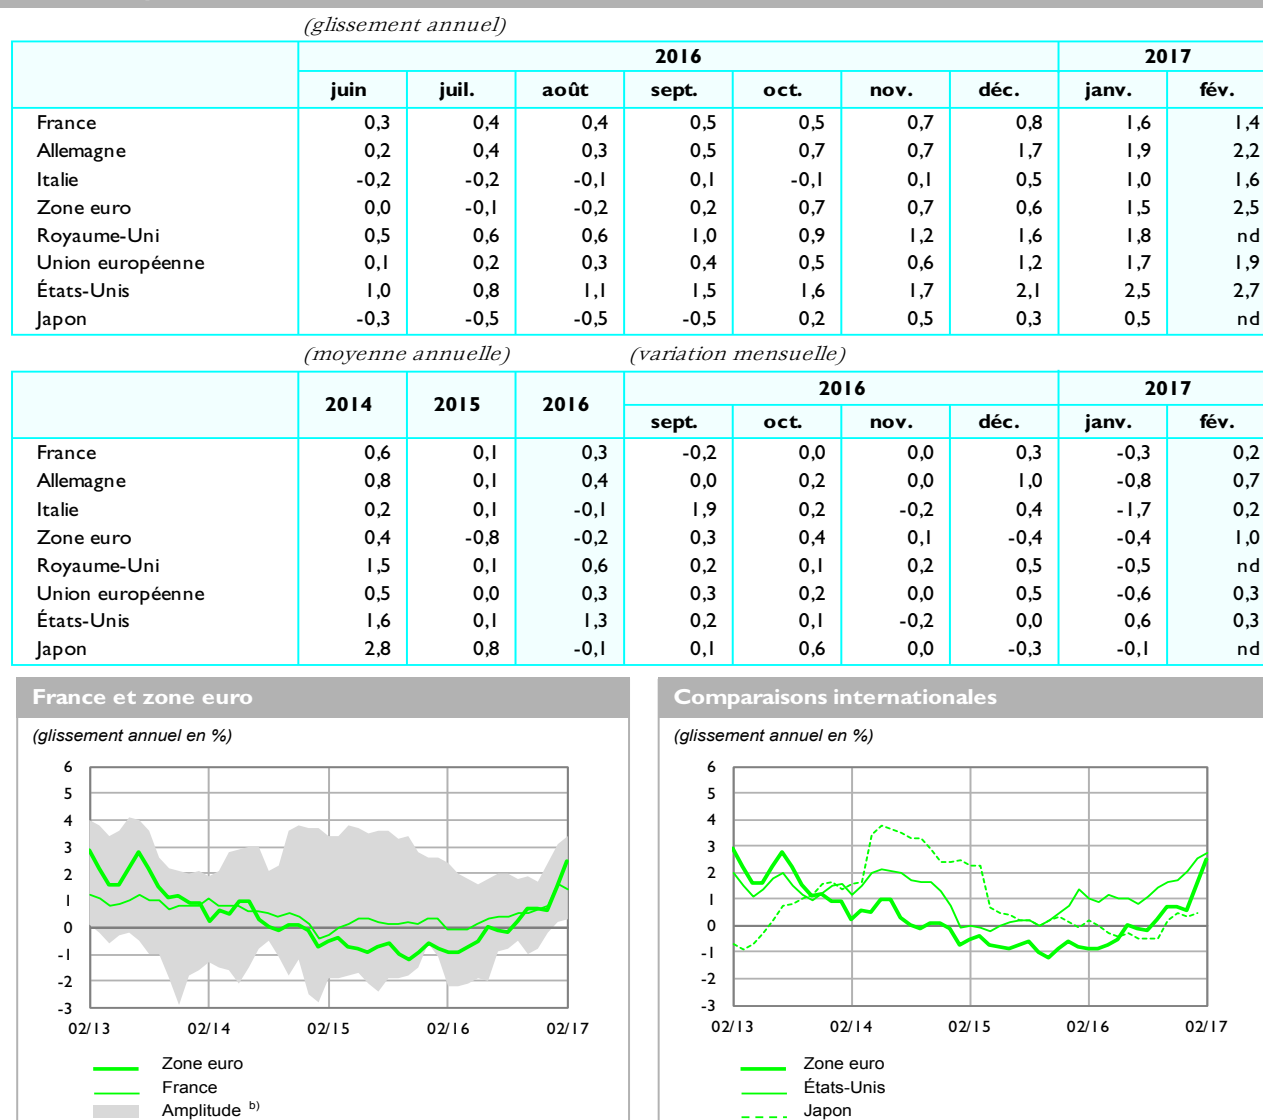 (glissement annuel)
2016 2017
juin juil. août sept. oct. nov. déc. janv. fév.
France 0,3 0,4 0,4 0,5 0,5 0,7 0,8 1,6 1,4
Allemagne 0,2 0,4 0,3 0,5 0,7 0,7 1,7 1,9 2,2
Italie -0,2 -0,2 -0,1 0,1 -0,1 0,1 0,5 1,0 1,6
Zone euro 0,0 -0,1 -0,2 0,2 0,7 0,7 0,6 1,5 2,5
Royaume-Uni 0,5 0,6 0,6 1,0 0,9 1,2 1,6 1,8 nd
Union européenne 0,1 0,2 0,3 0,4 0,5 0,6 1,2 1,7 1,9
États-Unis 1,0 0,8 1,1 1,5 1,6 1,7 2,1 2,5 2,7
Japon -0,3 -0,5 -0,5 -0,5 0,2 0,5 0,3 0,5 nd
(moyenne annuelle) (variation mensuelle)
2014 2015 2016 2016 2017
sept. oct. nov. déc. janv. fév.
France 0,6 0,1 0,3 -0,2 0,0 0,0 0,3 -0,3 0,2
Allemagne 0,8 0,1 0,4 0,0 0,2 0,0 1,0 -0,8 0,7
Italie 0,2 0,1 -0,1 1,9 0,2 -0,2 0,4 -1,7 0,2
Zone euro 0,4 -0,8 -0,2 0,3 0,4 0,1 -0,4 -0,4 1,0
Royaume-Uni 1,5 0,1 0,6 0,2 0,1 0,2 0,5 -0,5 nd
Union européenne 0,5 0,0 0,3 0,3 0,2 0,0 0,5 -0,6 0,3
États-Unis 1,6 0,1 1,3 0,2 0,1 -0,2 0,0 0,6 0,3
Japon 2,8 0,8 -0,1 0,1 0,6 0,0 -0,3 -0,1 nd
France et zone euro
(glissement annuel en %)
6
5
4
3
2
1
0
-1
-2
-3
02/13 02/14 02/15 02/16 02/17
Zone euro
France
Amplitude b)
Comparaisons internationales
(glissement annuel en %)
6
5
4
3
2
1
0
-1
-2
-3
02/13 02/14 02/15 02/16 02/17
Zone euro
États-Unis
Japon